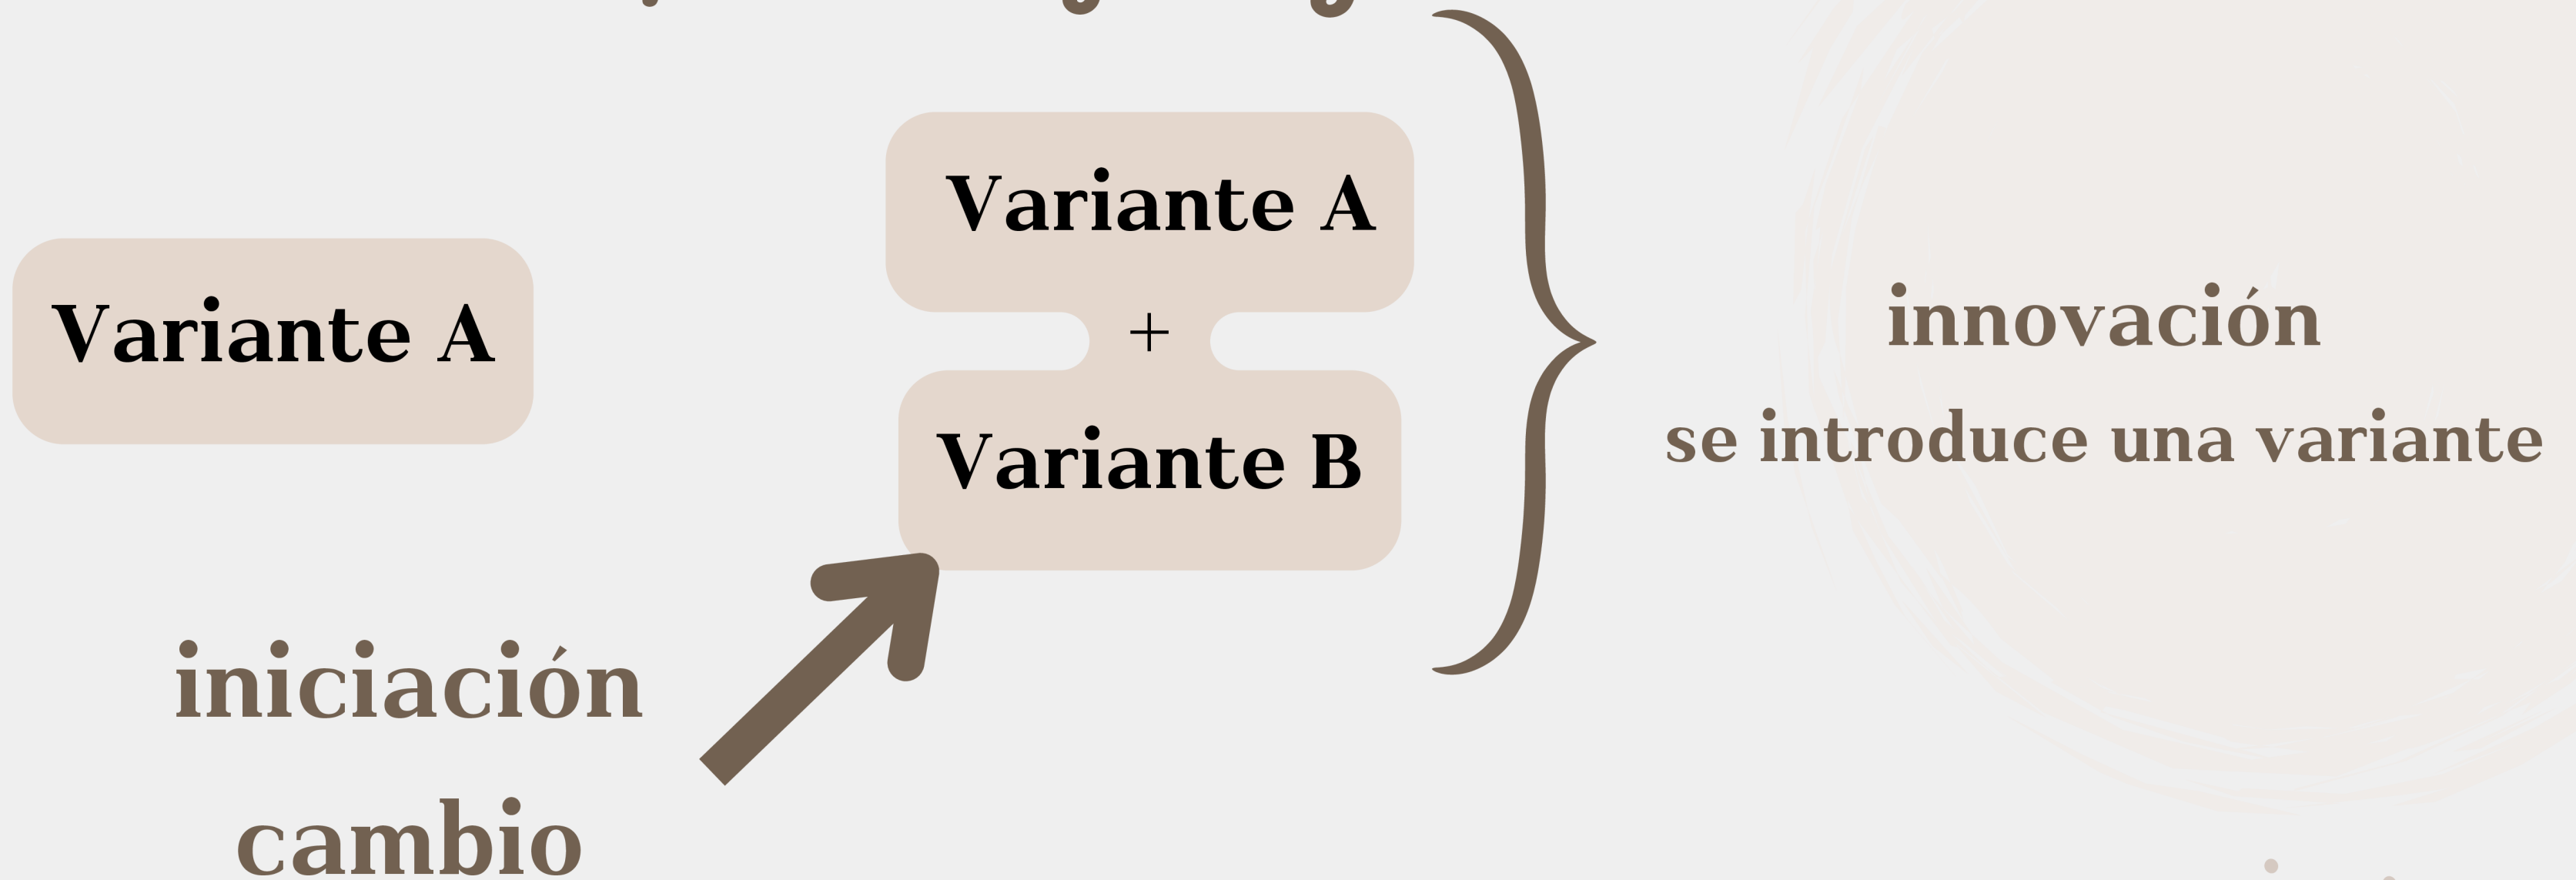 Variante A
Variante A
+
Variante B
innovación
se introduce una variante
iniciación
cambio